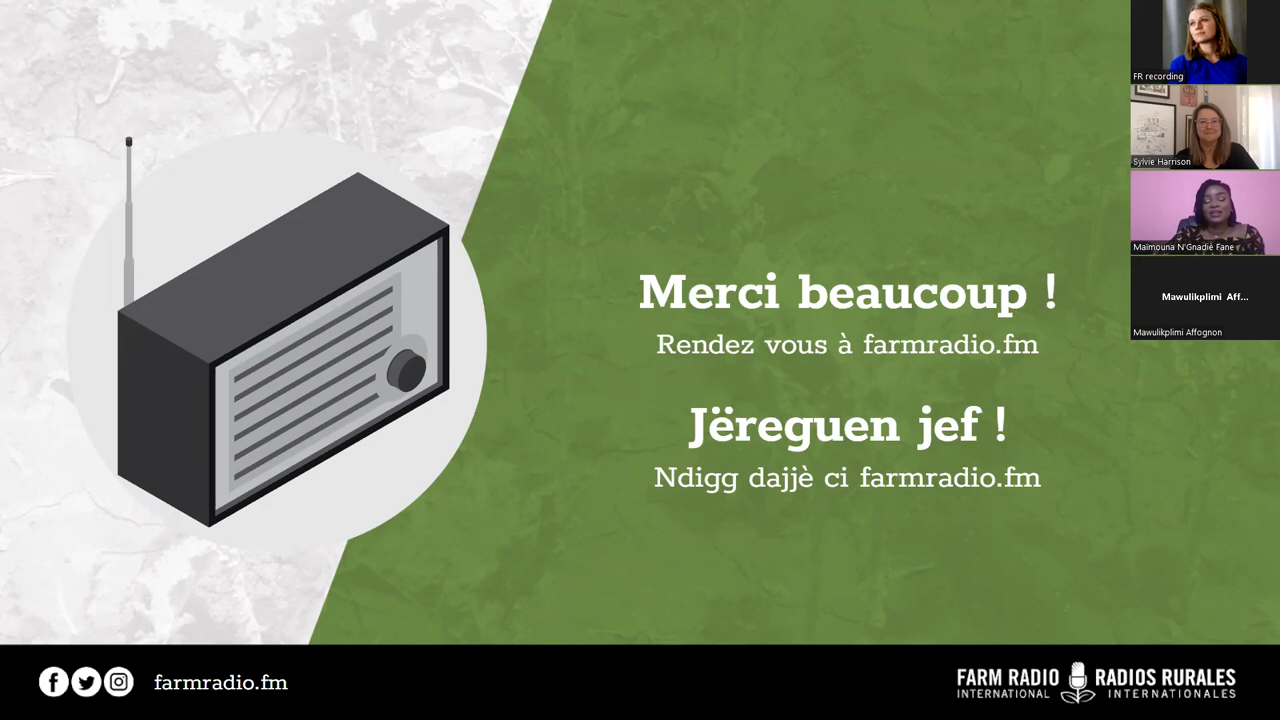 Merci beaucoup !
Rendez vous à farmradio.fm
Jëreguen jef !
Ndigg dajjè ci farmradio.fm
FR recording
Sylvie Harrison
Maïmouna N'Gnadié Fane
Mawulikplimi Aff...
Mawulikplimi Affognon
farmradio.fm
FARM RADIO
INTERNATIONAL
RADIOS RURALES
INTERNATIONALES